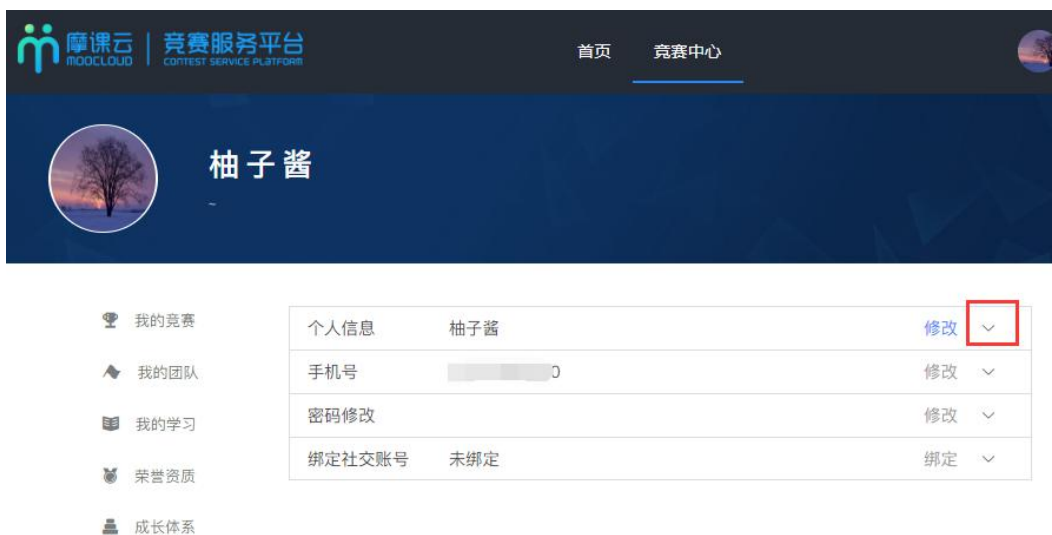 摩课云 | 竞赛服务平台
MOOCLOUD CONTEST SERVICE PLATFORM
首页 竞赛中心
柚子酱
~
我的竞赛
我的团队
我的学习
荣誉资质
成长体系
个人信息 柚子酱 修改
手机号 0 修改
密码修改 修改
绑定社交账号 未绑定 绑定